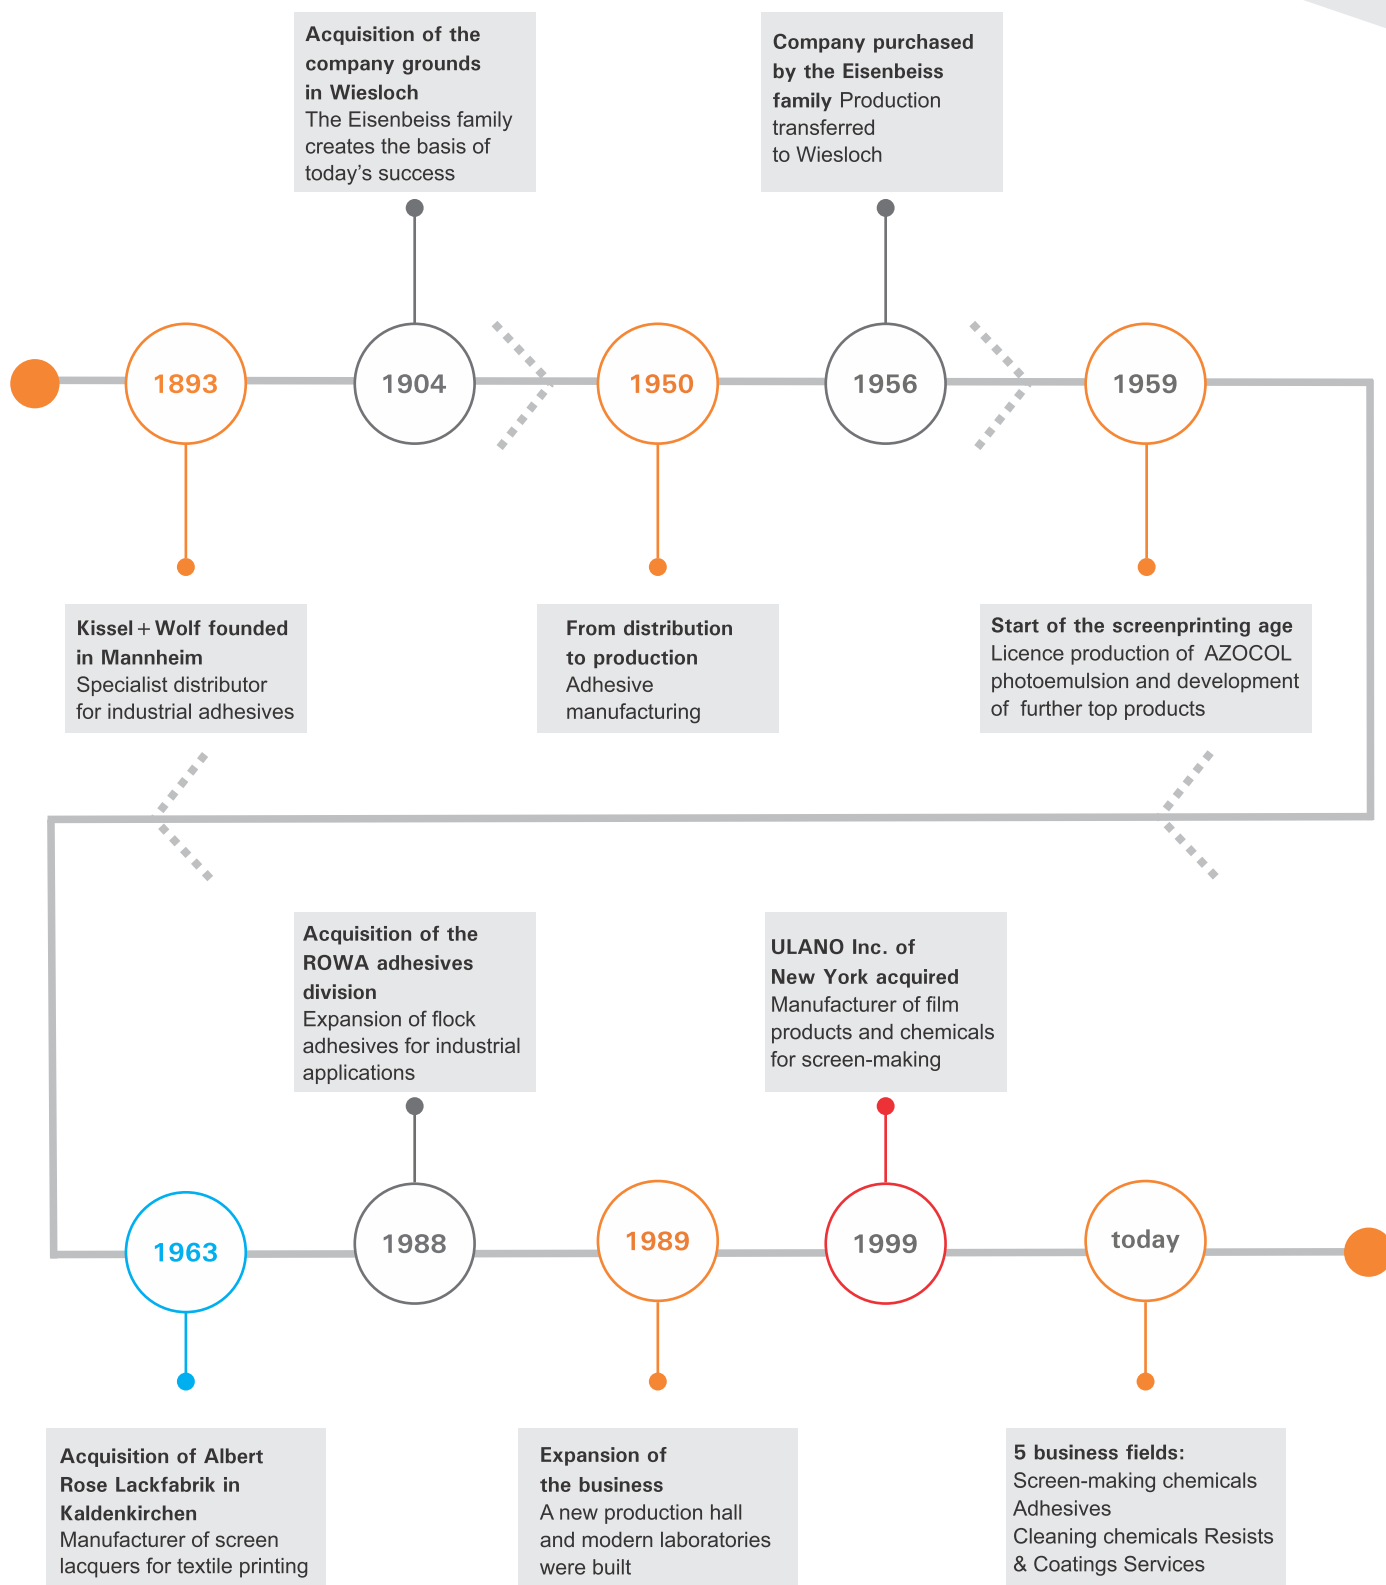 Acquisition of the
company grounds
in Wiesloch
The Eisenbeiss family
creates the basis of
today's success
Company purchased
by the Eisenbeiss
family Production
transferred
to Wiesloch
1893
1904
1950
1956
1959
Kissel + Wolf founded
in Mannheim
Specialist distributor
for industrial adhesives
From distribution
to production
Adhesive
manufacturing
Start of the screenprinting age
Licence production of AZOCOL
photoemulsion and development
of further top products
Acquisition of the
ROWA adhesives
division
Expansion of flock
adhesives for industrial
applications
ULANO Inc. of
New York acquired
Manufacturer of film
products and chemicals
for screen-making
1963
1988
1989
1999
today
Acquisition of Albert
Rose Lackfabrik in
Kaldenkirchen
Manufacturer of screen
lacquers for textile printing
Expansion of
the business
A new production hall
and modern laboratories
were built
5 business fields:
Screen-making chemicals
Adhesives
Cleaning chemicals Resists
& Coatings Services